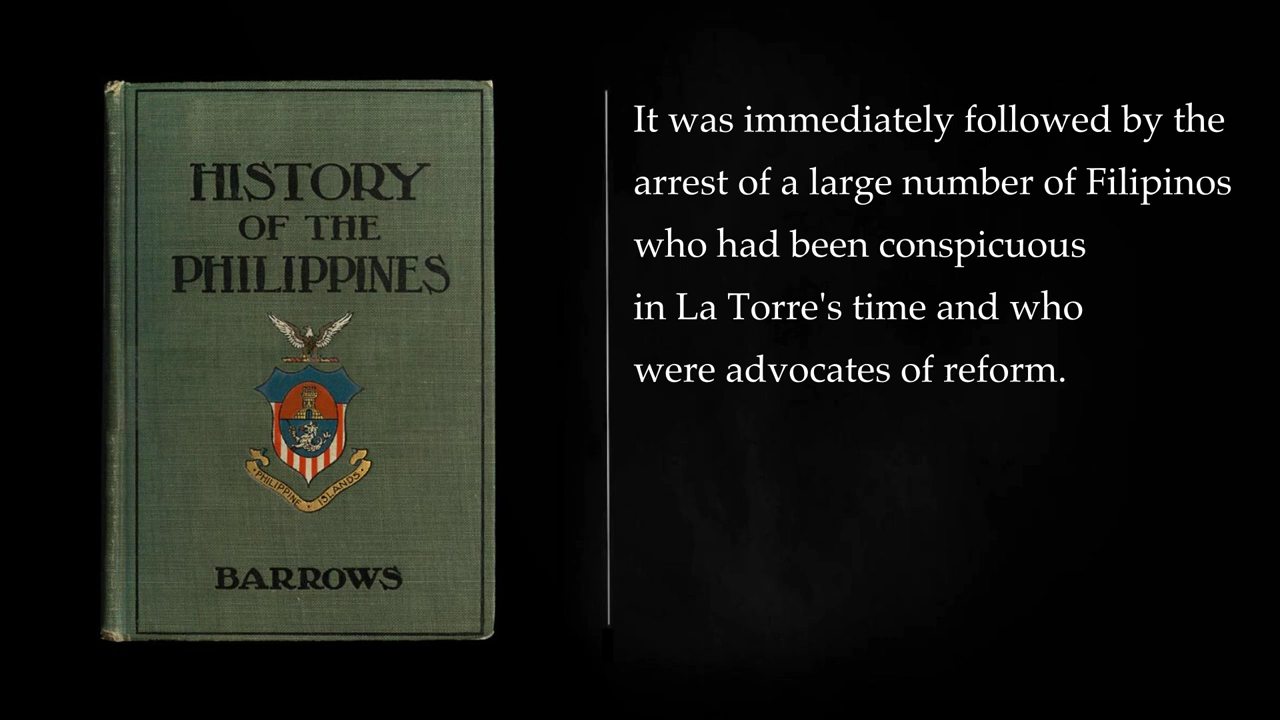 HISTORY
OF THE
PHILIPPINES
PHILIPPINE ISLANDS
BARROWS
It was immediately followed by the
arrest of a large number of Filipinos
who had been conspicuous
in La Torre's time and who
were advocates of reform.